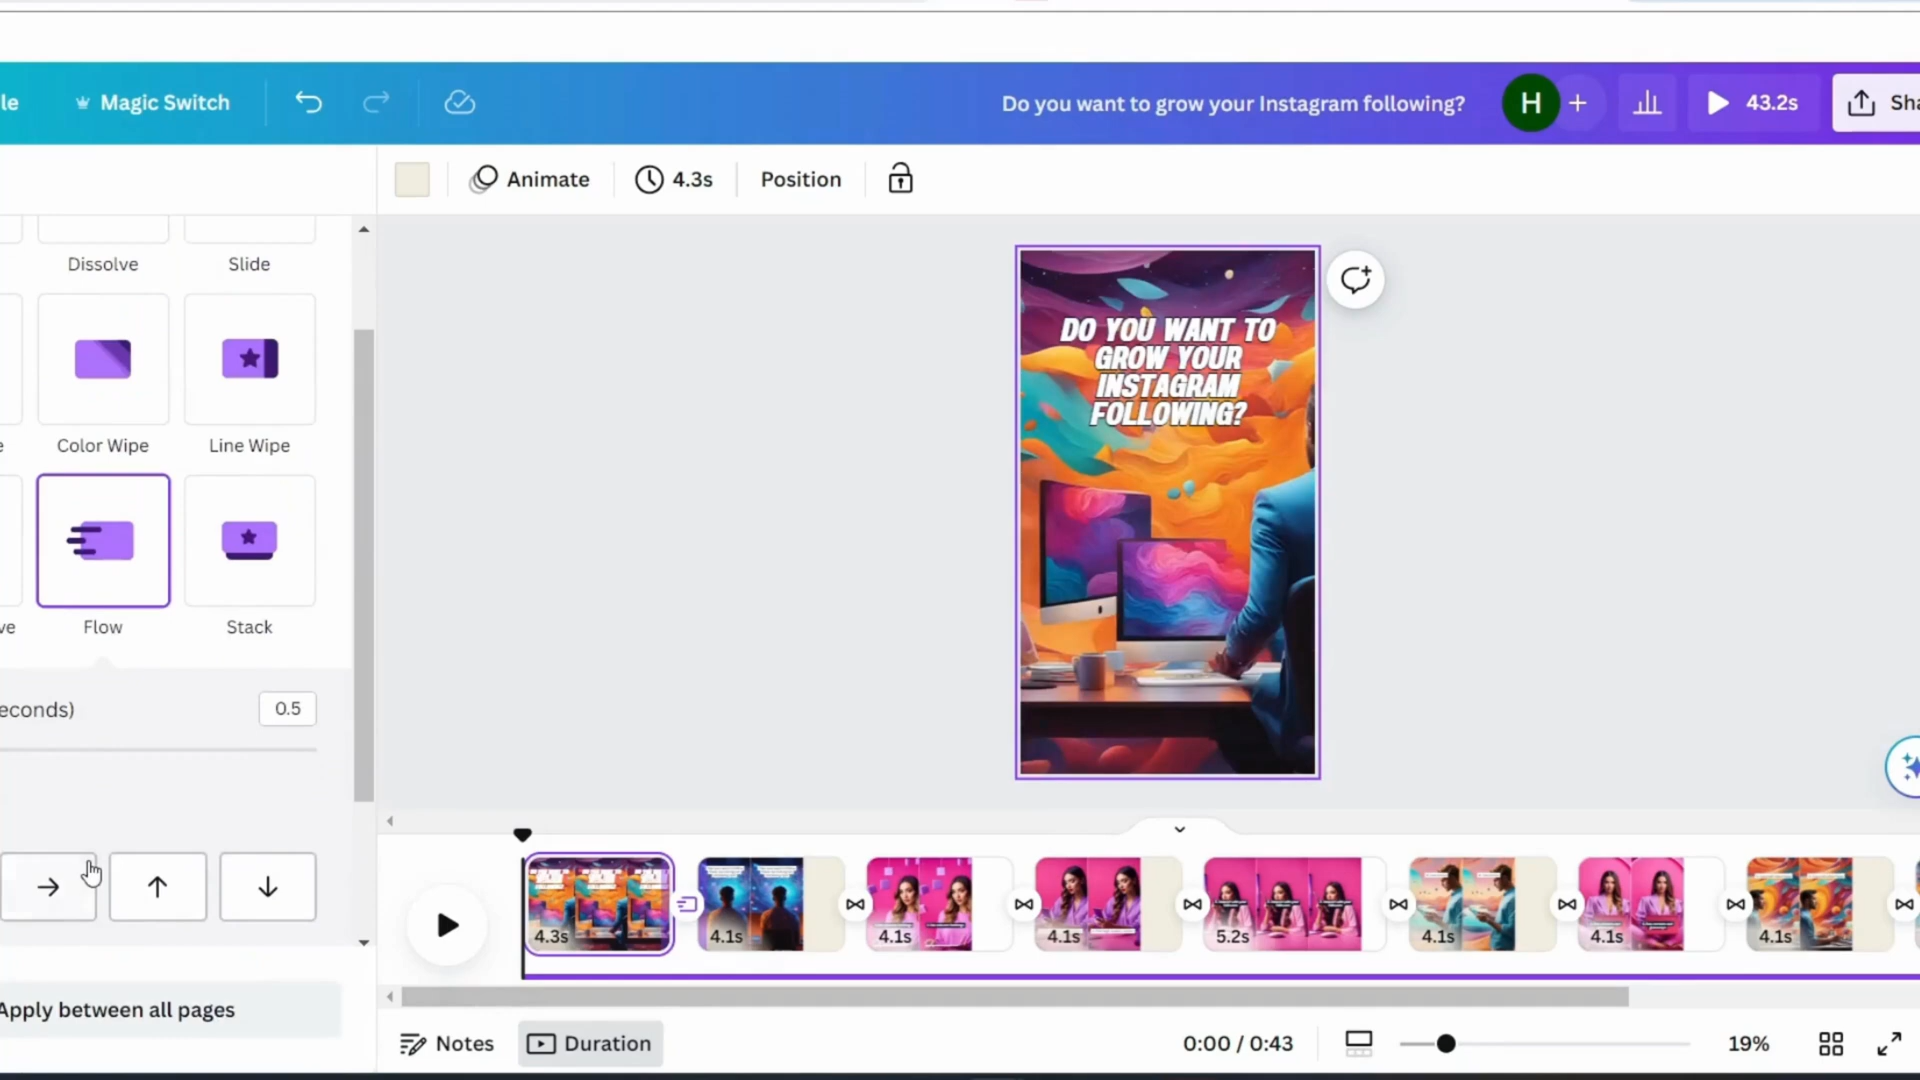 le
Magic Switch
Do you want to grow your Instagram following?
H
43.2s
Sha
Animate
4.3s
Position
Dissolve
Slide
e
Color Wipe
Line Wipe
ve
Flow
Stack
econds)
0.5
Apply between all pages
DO YOU WANT TO
GROW YOUR
INSTAGRAM
FOLLOWING?
4.3s
4.1s
4.1s
4.1s
5.2s
4.1s
4.1s
4.1s
Notes
Duration
0:00 / 0:43
19%